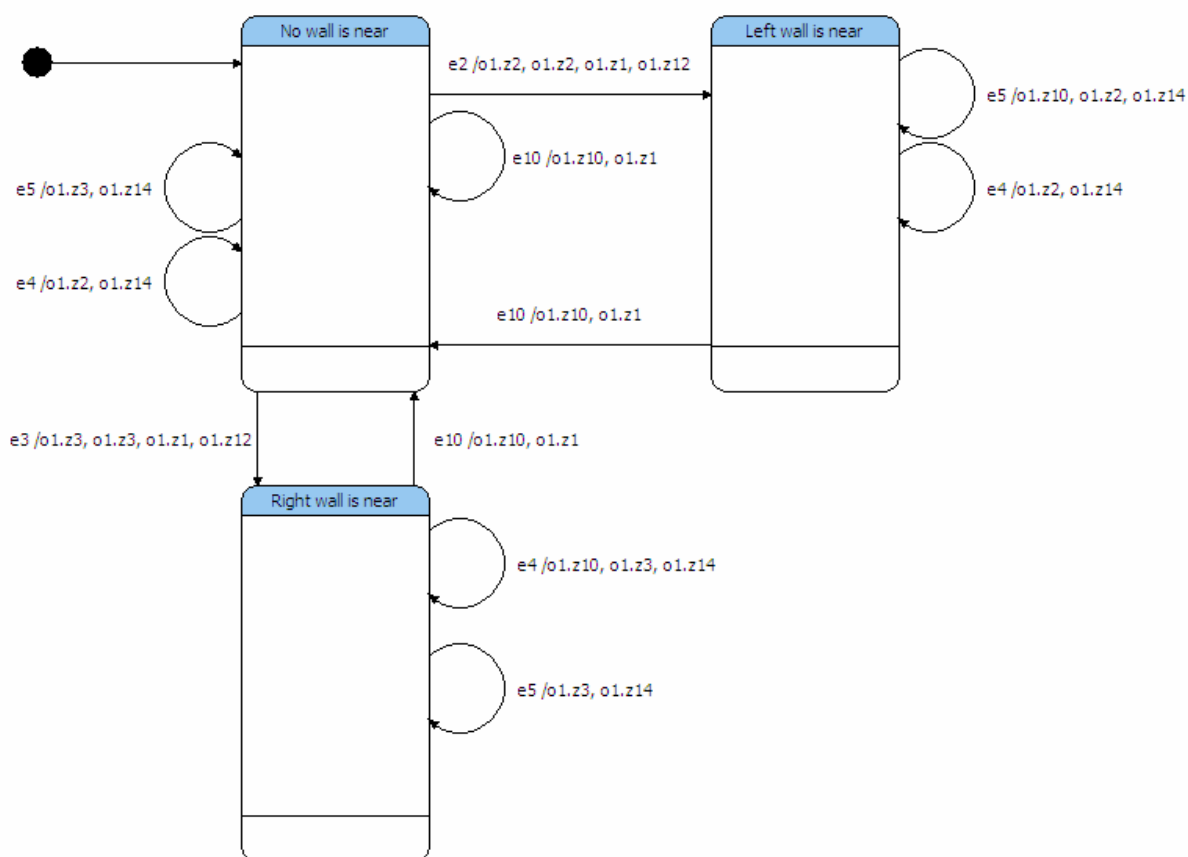 No wall is near
Left wall is near
e2 /o1.z2, o1.z2, o1.z1, o1.z12
e5 /o1.z10, o1.z2, o1.z14
e10 /o1.z10, o1.z1
e5 /o1.z3, o1.z14
e4 /o1.z2, o1.z14
e4 /o1.z2, o1.z14
e10 /o1.z10, o1.z1
e3 /o1.z3, o1.z3, o1.z1, o1.z12
e10 /o1.z10, o1.z1
Right wall is near
e4 /o1.z10, o1.z3, o1.z14
e5 /o1.z3, o1.z14